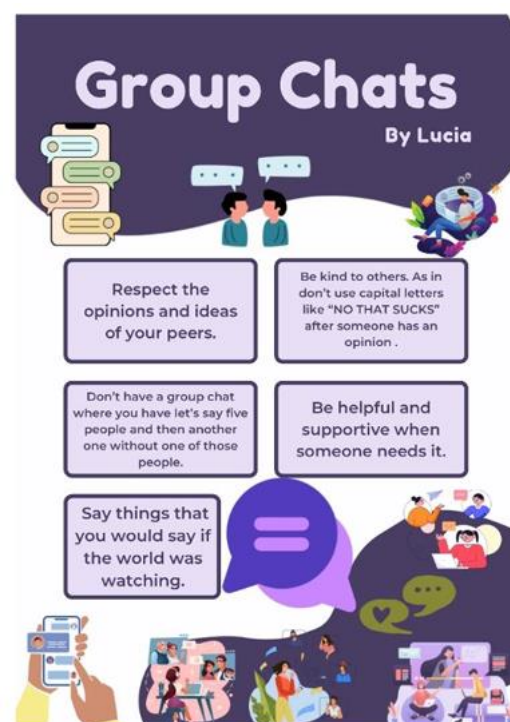 Group Chats
By Lucia
Respect the
opinions and ideas
of your peers.
Be kind to others. As in
don't use capital letters
like "NO THAT SUCKS"
after someone has an
opinion .
Don't have a group chat
where you have let's say five
people and then another
one without one of those
people.
Be helpful and
supportive when
someone needs it.
Say things that
you would say if
the world was
watching.